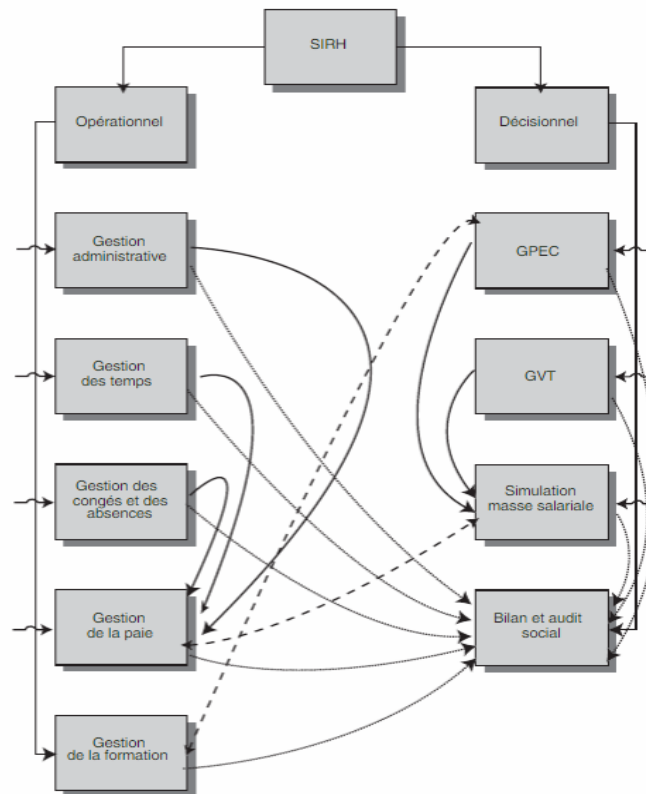 SIRH
Opérationnel
Décisionnel
Gestion
administrative
GPEC
Gestion
des temps
GVT
Gestion des
congés et des
absences
Simulation
masse salariale
Gestion
de la paie
Bilan et audit
social
Gestion
de la formation